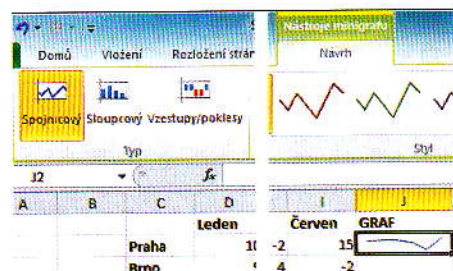 Nástroje minigrafů
Domů Vložení Rozložení strán
Návrh
Spojnicový Sloupcový Vzestupy/poklesy
Typ
Styl
J2 fx
A B C D I J
Leden Červen GRAF
Praha 10 -2 15
Brno 9 4 -2